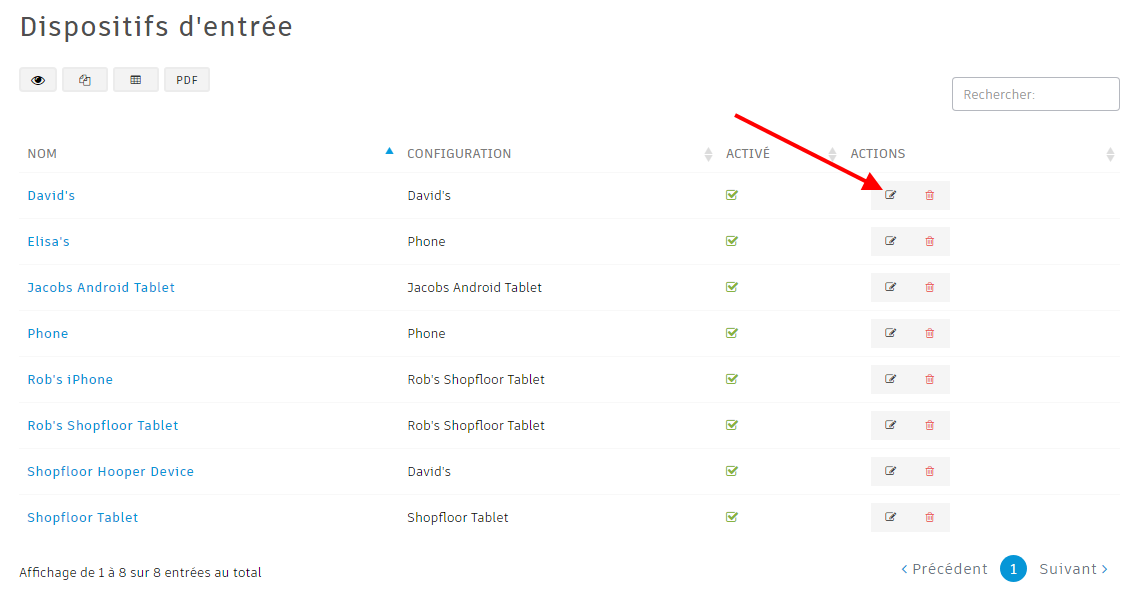 Dispositifs d'entrée
PDF
Rechercher:
NOM CONFIGURATION ACTIVÉ ACTIONS
David's David's
Elisa's Phone
Jacobs Android Tablet Jacobs Android Tablet
Phone Phone
Rob's iPhone Rob's Shopfloor Tablet
Rob's Shopfloor Tablet Rob's Shopfloor Tablet
Shopfloor Hooper Device David's
Shopfloor Tablet Shopfloor Tablet
Affichage de 1 à 8 sur 8 entrées au total
Précédent 1 Suivant